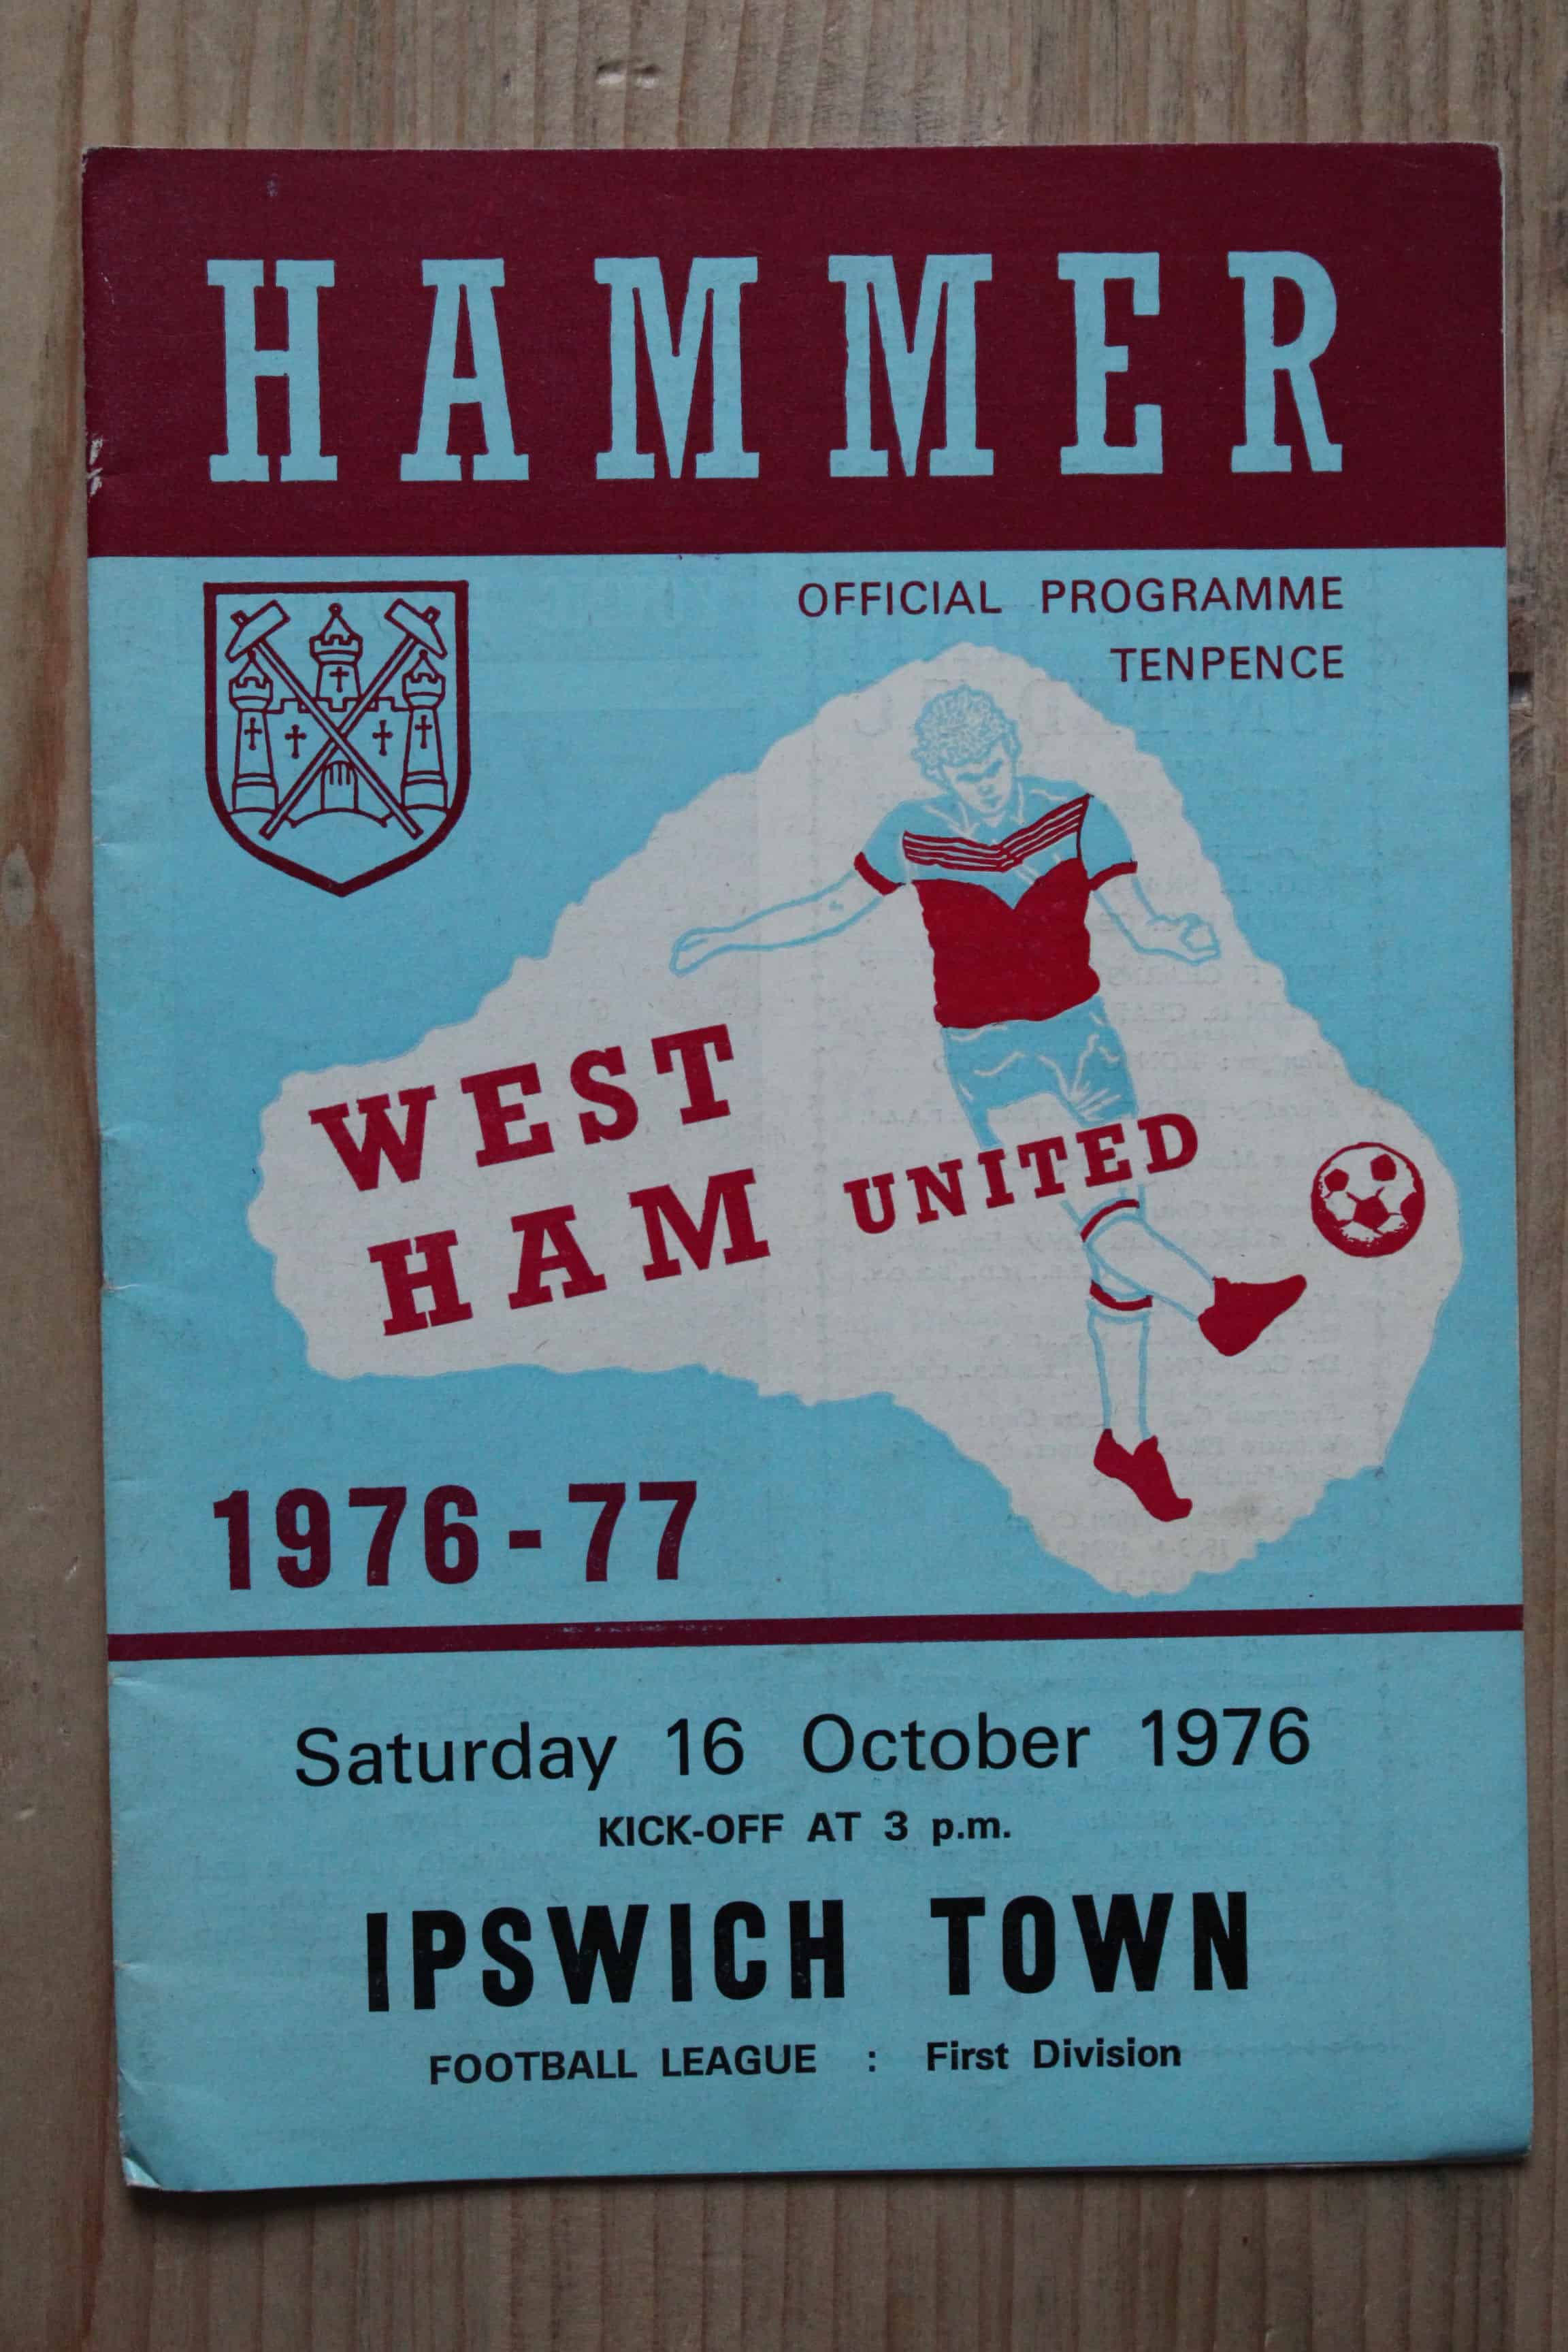 HAMMER
OFFICIAL PROGRAMME
TENPENCE
WEST
HAM UNITED
1976-77
Saturday 16 October 1976
KICK-OFF AT 3 p.m.
IPSWICH TOWN
FOOTBALL LEAGUE : First Division